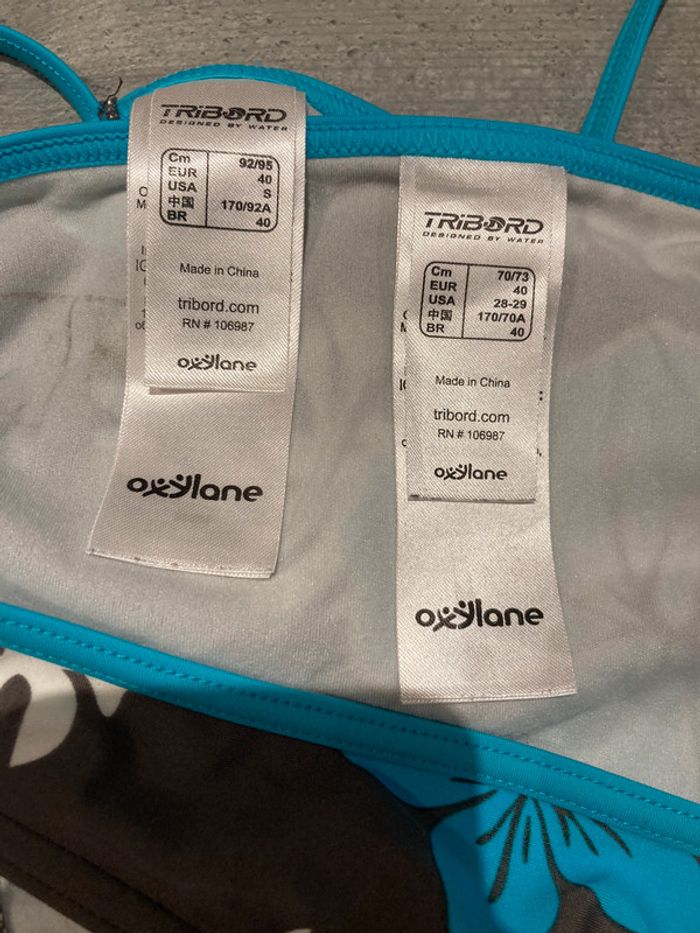 TRIBORD
DESIGNED BY WATER
Cm 92/95
EUR 40
USA S
中国 170/92A
BR 40
Made in China
tribord.com
RN # 106987
oxylane
oxylane
TRIBORD
DESIGNED BY WATER
Cm 70/73
EUR 40
USA 28-29
中国 170/70A
BR 40
Made in China
tribord.com
RN # 106987
oxylane
oxylane